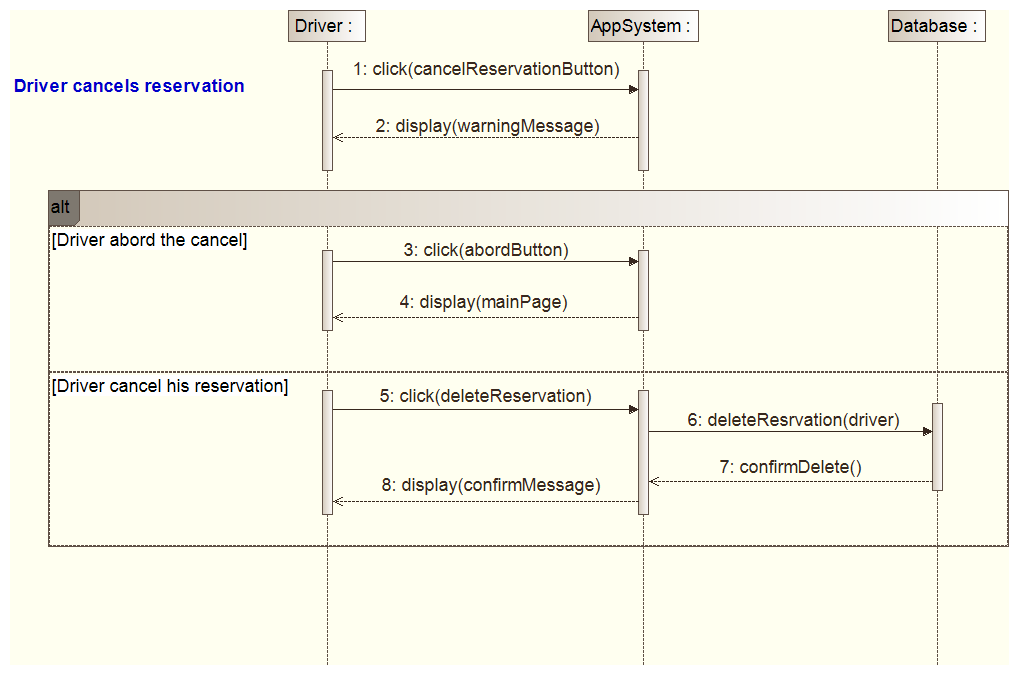 Driver :
AppSystem :
Database :
1: click(cancelReservationButton)
Driver cancels reservation
2: display(warningMessage)
alt
[Driver abord the cancel]
3: click(abordButton)
4: display(mainPage)
[Driver cancel his reservation]
5: click(deleteReservation)
6: deleteResrvation(driver)
7: confirmDelete()
8: display(confirmMessage)